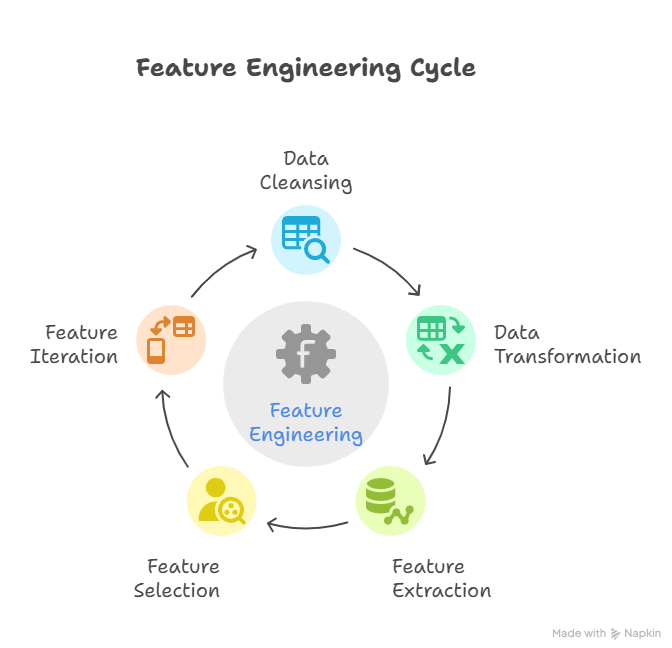 Feature Engineering Cycle
Data
Cleansing
Data
Transformation
Feature
Extraction
Feature
Selection
Feature
Iteration
f
Feature
Engineering
Made with Napkin